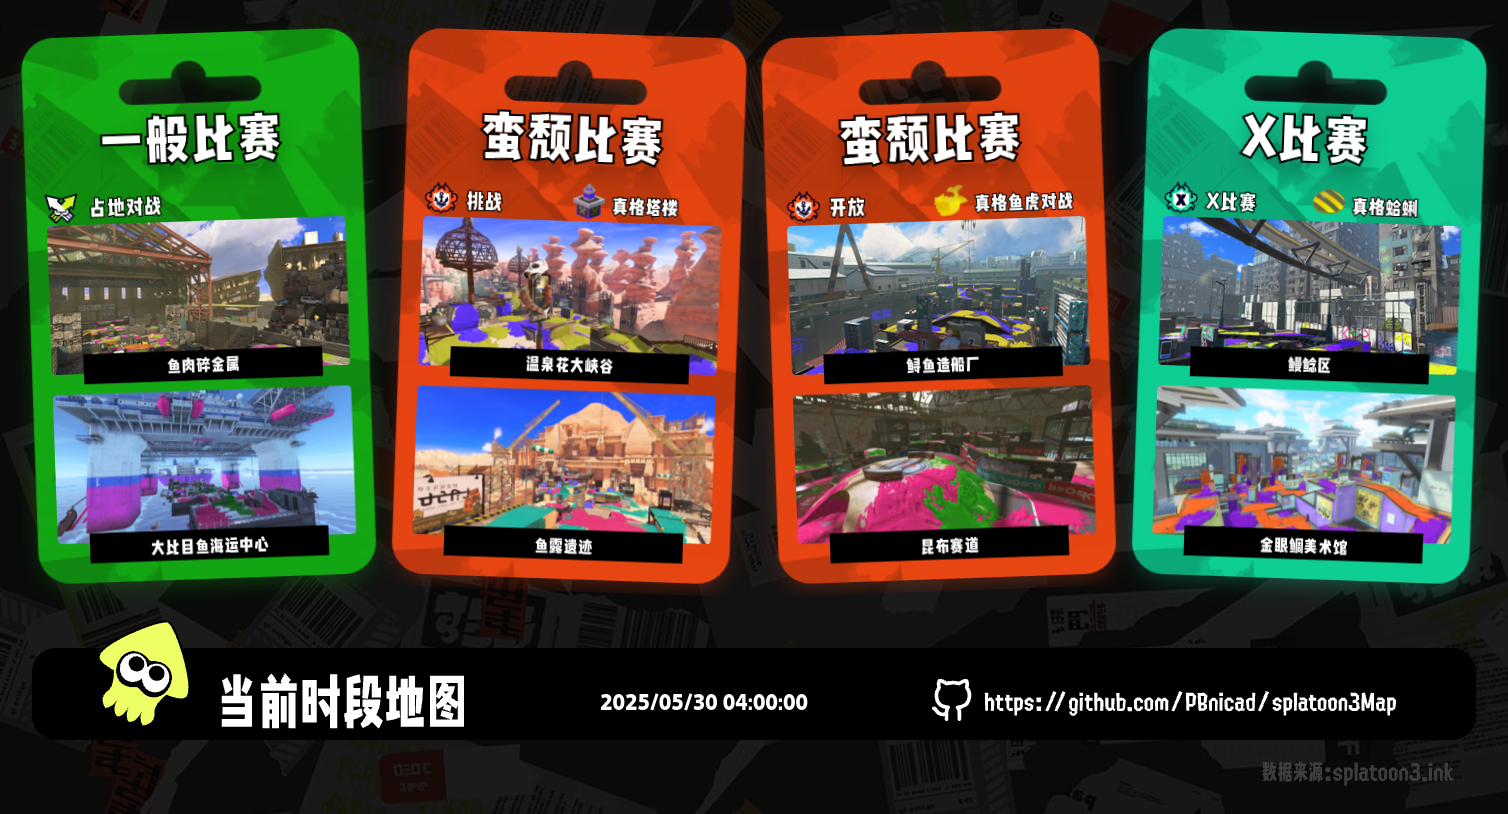 一般比赛
占地对战
鱼肉碎金属
大比目鱼海运中心
蛮颓比赛
挑战
真格塔楼
温泉花大峡谷
鱼露遗迹
蛮颓比赛
开放
真格鱼虎对战
鲟鱼造船厂
昆布赛道
X比赛
X比赛
真格蛤蜊
鳗鲶区
金眼鲷美术馆
当前时段地图
2025/05/30 04:00:00
https://github.com/PBnicad/splatoon3Map
数据来源:splatoon3.ink